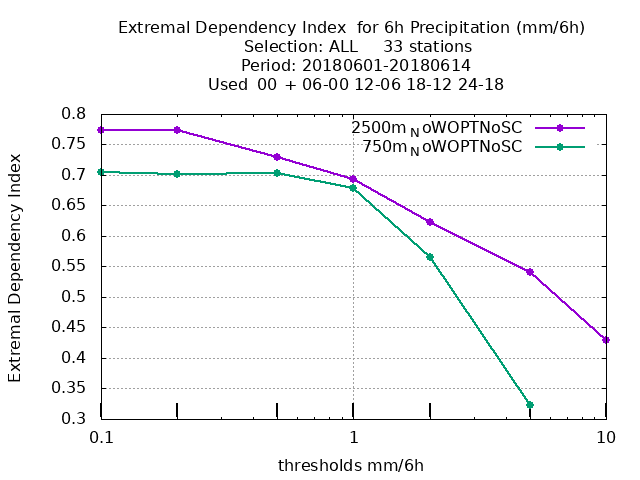 Extremal Dependency Index  for 6h Precipitation (mm/6h)
Selection: ALL     33 stations
Period: 20180601-20180614
Used  00 + 06-00 12-06 18-12 24-18
2500m_NoWOPTNoSC
750m_NoWOPTNoSC
Extremal Dependency Index
0.8
0.75
0.7
0.65
0.6
0.55
0.5
0.45
0.4
0.35
0.3
0.1 1 10
thresholds mm/6h